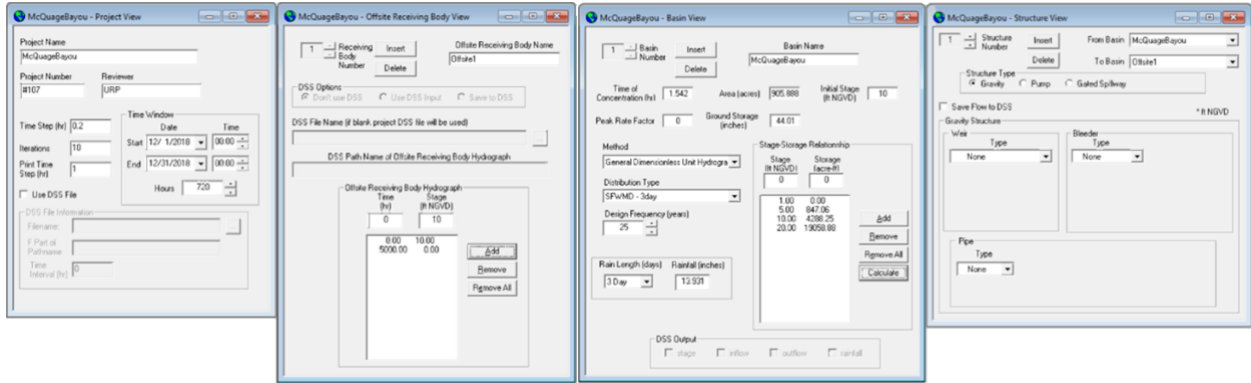 McQuageBayou - Project View
Project Name
McQuageBayou
Project Number Reviewer
#107 URP
Time Step (hr) 0.2
Iterations 10
Print Time Step (hr) 1
Time Window
Date Time
Start 12/ 1/2018 00:00
End 12/31/2018 00:00
Hours 720
Use DSS File
DSS File Information
Filename:
F Part of Pathname
Time Interval (hr) 0
McQuageBayou - Offsite Receiving Body View
1 Receiving Body Number
Insert
Delete
Offsite Receiving Body Name
Offsite1
DSS Options
Don't use DSS Use DSS Input Save to DSS
DSS File Name (if blank project DSS file will be used)
...
DSS Path Name of Offsite Receiving Body Hydrograph
Offsite Receiving Body Hydrograph
Time (hr) Stage (ft NGVD)
0 10
0.00 10.00
5000.00 0.00
Add
Remove
Remove All
McQuageBayou - Basin View
1 Basin Number
Insert
Delete
Basin Name
McQuageBayou
Time of Concentration (hr) 1.542
Area (acres) 905.888
Initial Stage (ft NGVD) 10
Peak Rate Factor 0
Ground Storage (inches) 44.01
Method
General Dimensionless Unit Hydrogra
Distribution Type
SFWMD - 3day
Design Frequency (years)
25
Rain Length (days) Rainfall (inches)
3 Day 13.931
Stage-Storage Relationship
Stage (ft NGVD) Storage (acre-ft)
0 0
1.00 0.00
5.00 847.06
10.00 4288.25
20.00 19058.88
Add
Remove
Remove All
Calculate
DSS Output
stage inflow outflow rainfall
McQuageBayou - Structure View
1 Structure Number
Insert
Delete
From Basin McQuageBayou
To Basin Offsite1
Structure Type
Gravity Pump Gated Spillway
Save Flow to DSS
* ft NGVD
Gravity Structure
Weir
Type
None
Bleeder
Type
None
Pipe
Type
None